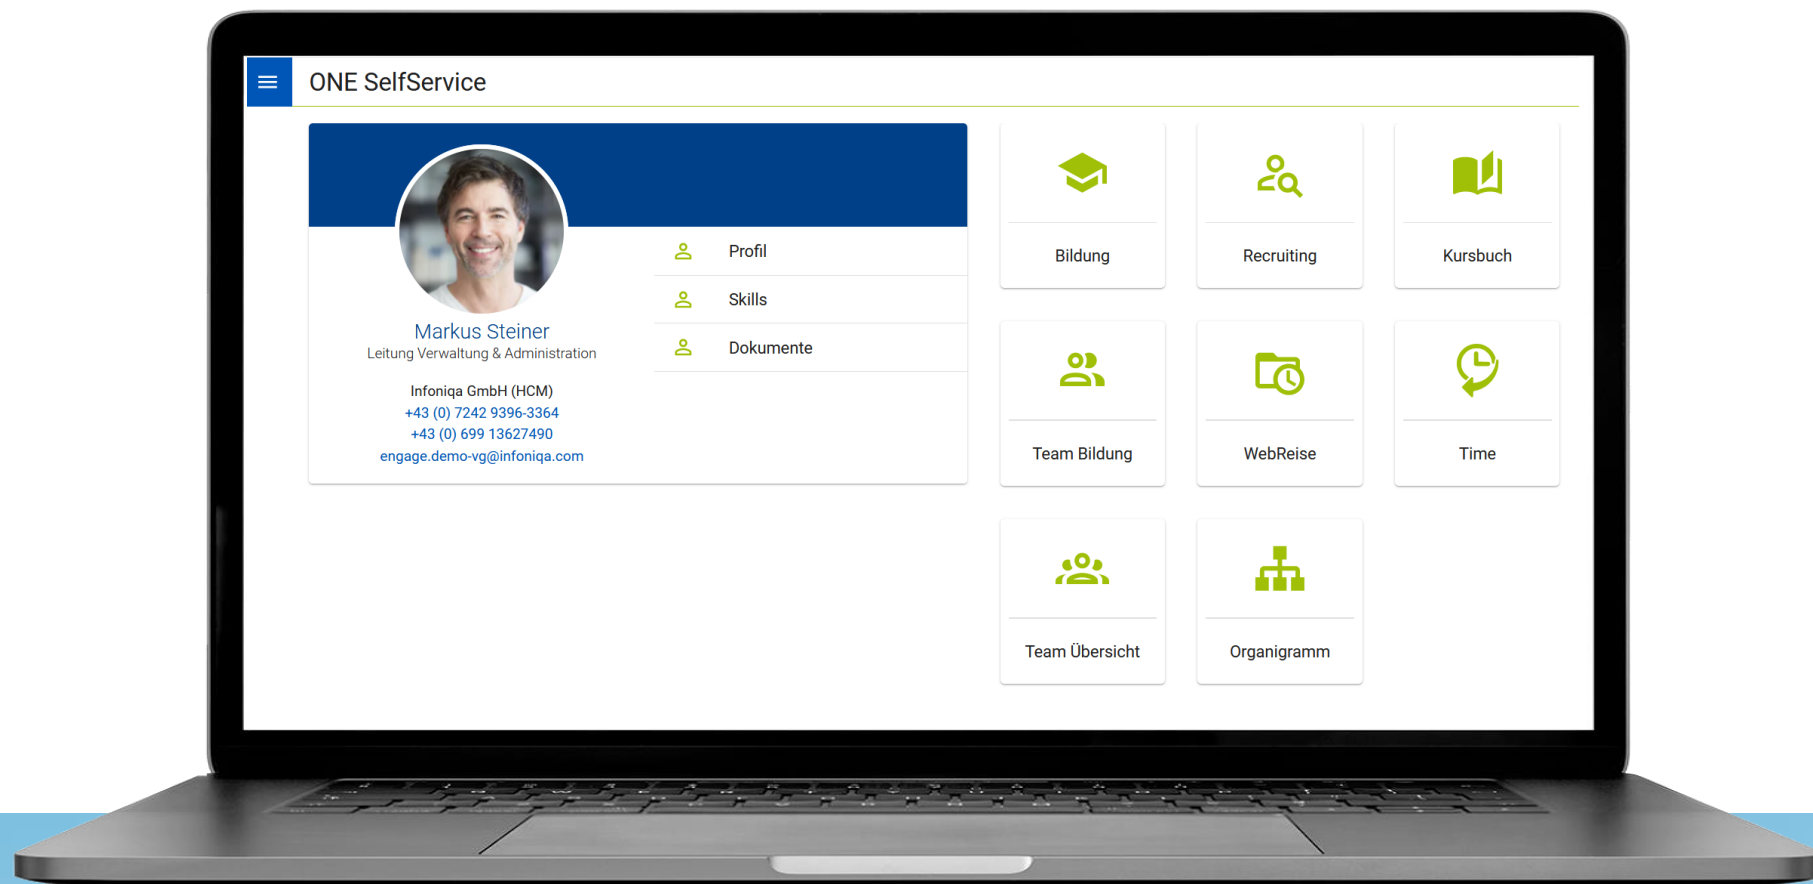 ONE SelfService
Markus Steiner
Leitung Verwaltung & Administration
Infoniqa GmbH (HCM)
+43 (0) 7242 9396-3364
+43 (0) 699 13627490
engage.demo-vg@infoniqa.com
Profil
Skills
Dokumente
Bildung
Recruiting
Kursbuch
Team Bildung
WebReise
Time
Team Übersicht
Organigramm